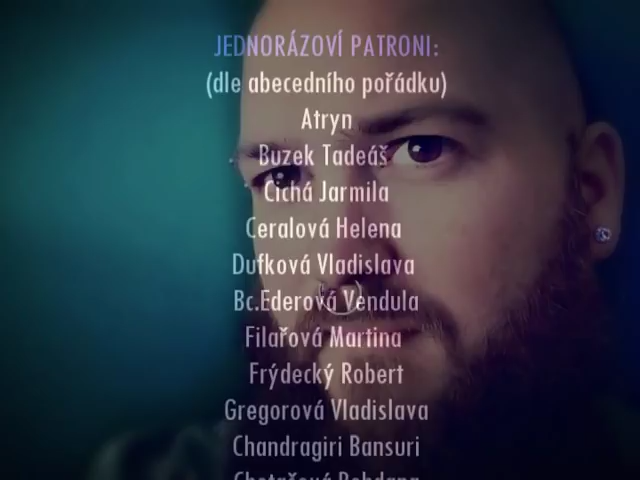 JEDNORÁZOVÍ PATRONI:
(dle abecedního pořádku)
Atryn
Buzek Tadeáš
Čichá Jarmila
Ceralová Helena
Dufková Vladislava
Bc.Ederová Vendula
Filařová Martina
Frýdecký Robert
Gregorová Vladislava
Chandragiri Bansuri